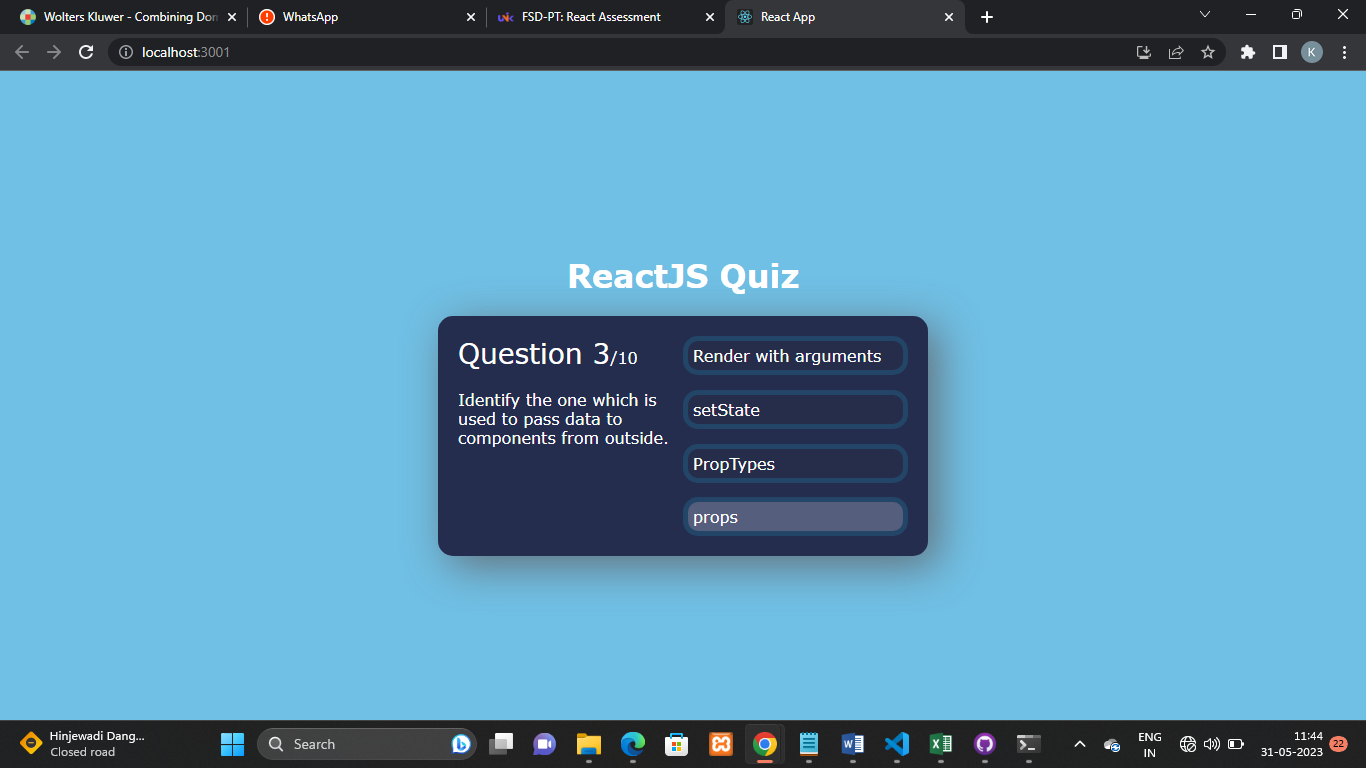 Wolters Kluwer - Combining Dor
WhatsApp
FSD-PT: React Assessment
React App
localhost:3001
K
ReactJS Quiz
Question 3/10
Identify the one which is
used to pass data to
components from outside.
Render with arguments
setState
PropTypes
props
Hinjewadi Dang...
Closed road
Search
ENG
IN
11:44
31-05-2023
22